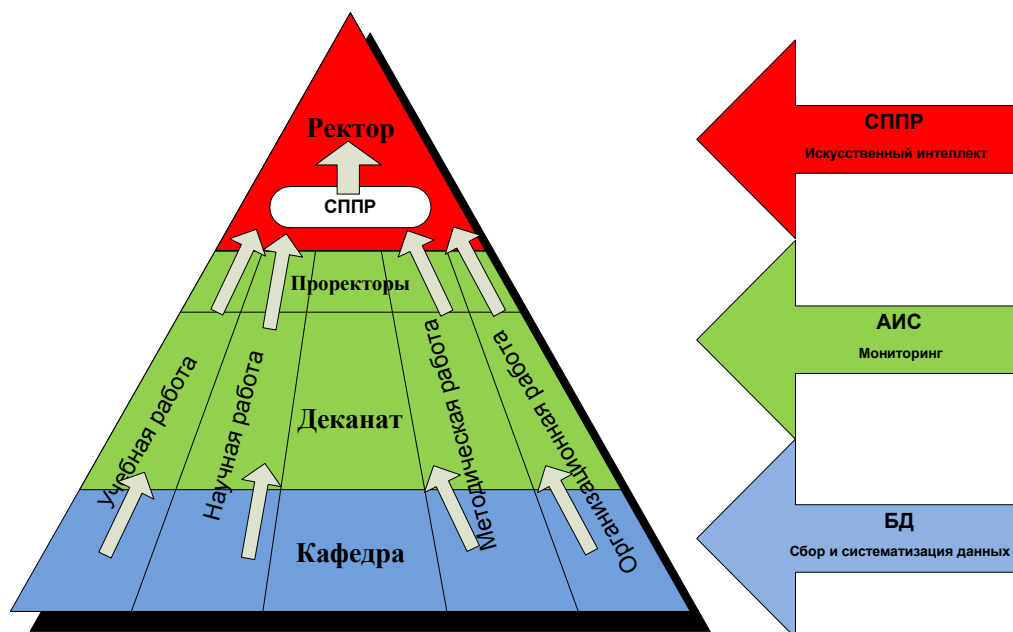 Ректор
СППР
Проректоры
Учебная работа
Научная работа
Деканат
Методическая работа
Организационная работа
Кафедра
СППР
Искусственный интеллект
АИС
Мониторинг
БД
Сбор и систематизация данных